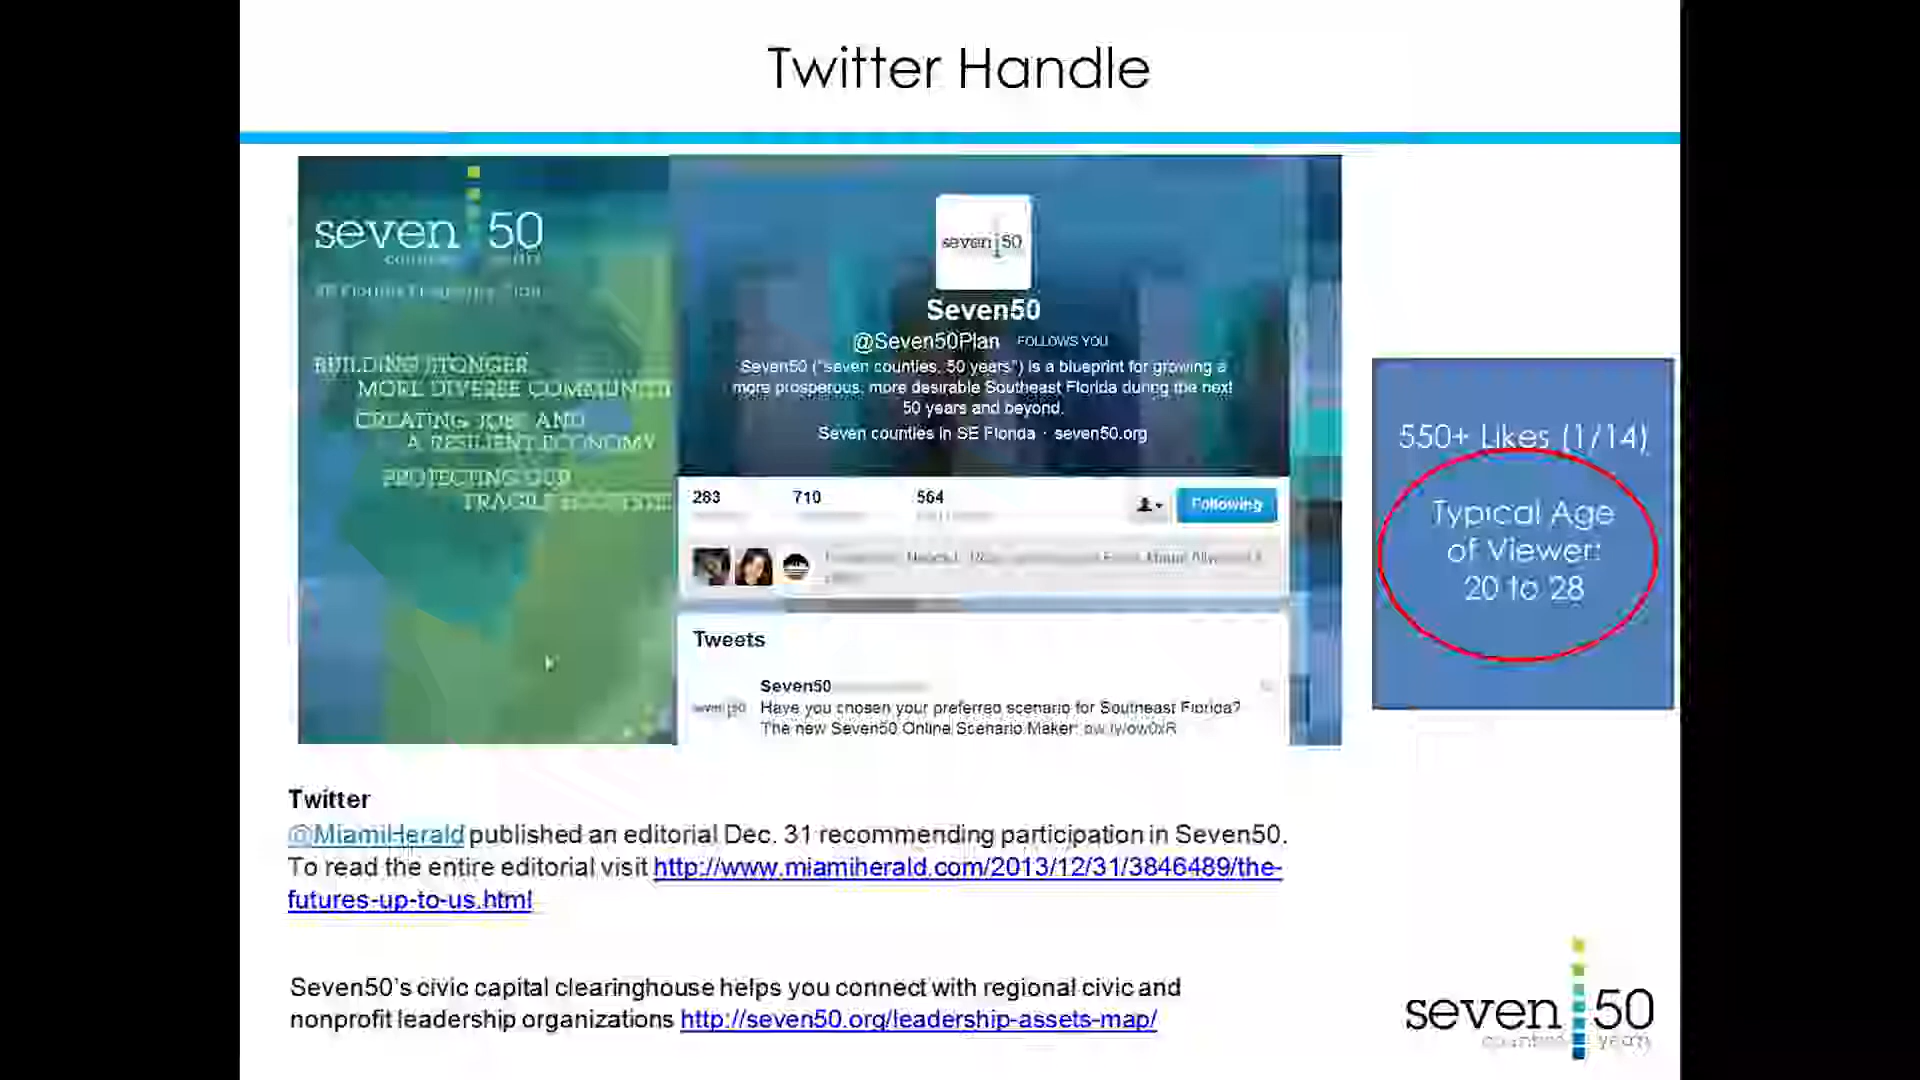 Twitter Handle
seven 50
BUILDING STONGER
MORE DIVERSE COMMUNITI
CREATING JOBS AND
A RESILIENT ECONOMY
PROTECTING OUR
FRAGILE
seven 50
Seven50
@Seven50Plan FOLLOWS YOU
Seven50 ("seven counties, 50 years") is a blueprint for growing a
more prosperous, more desirable Southeast Florida during the next
50 years and beyond.
Seven counties in SE Florida · seven50.org
283 710 564
Following
Tweets
Seven50
seven 50
Have you chosen your preferred scenario for Southeast Florida?
The new Seven50 Online Scenario Maker:
550+ Likes (1/14)
Typical Age
of Viewer:
20 to 28
Twitter
@MiamiHerald published an editorial Dec. 31 recommending participation in Seven50.
To read the entire editorial visit http://www.miamiherald.com/2013/12/31/3846489/the-
futures-up-to-us.html
Seven50's civic capital clearinghouse helps you connect with regional civic and
nonprofit leadership organizations http://seven50.org/leadership-assets-map/
seven 50
counties years